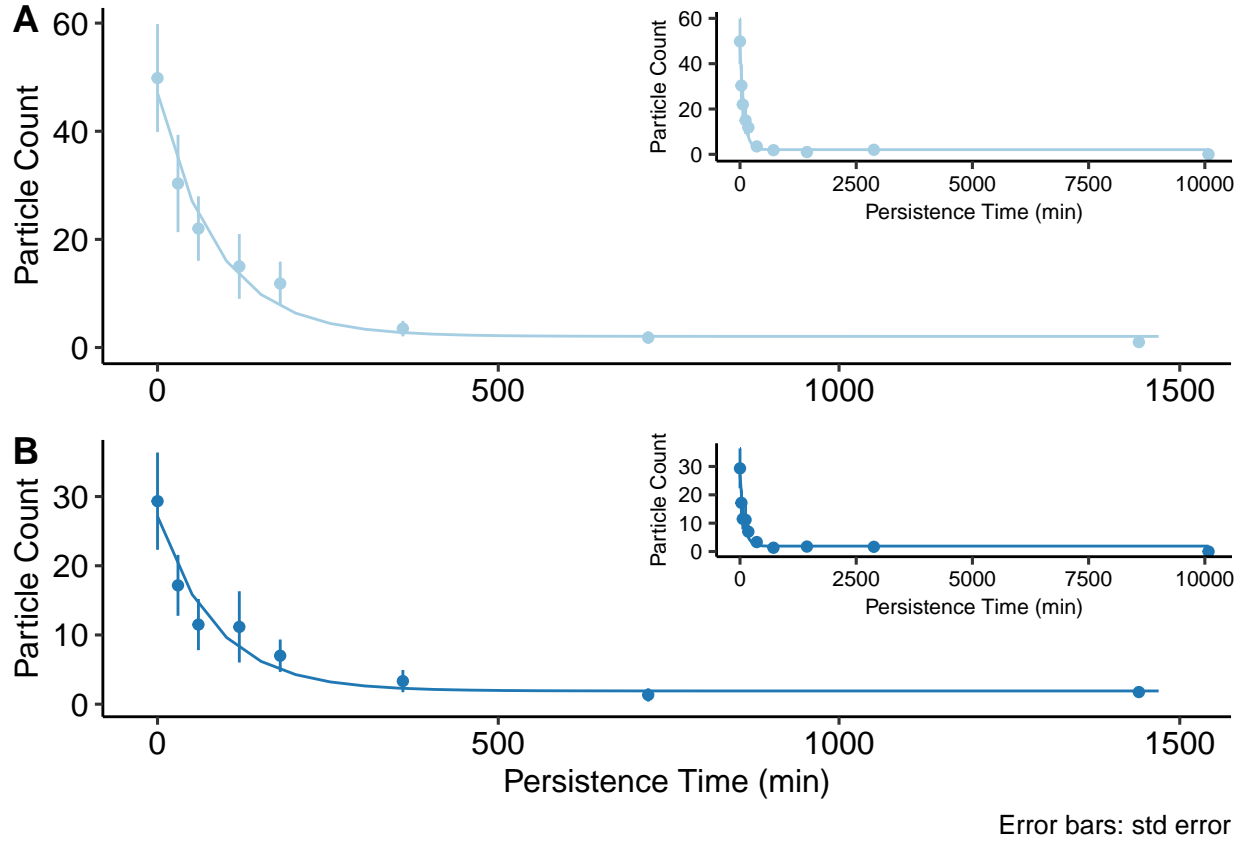 A
Particle Count
60
40
20
0
0 500 1000 1500
Particle Count
60
40
20
0
0 2500 5000 7500 10000
Persistence Time (min)
B
Particle Count
30
20
10
0
0 500 1000 1500
Persistence Time (min)
Particle Count
30
20
10
0
0 2500 5000 7500 10000
Persistence Time (min)
Error bars: std error